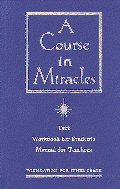 A
Course
in
Miracles
Text
Workbook for Students
Manual for Teachers
FOUNDATION FOR INNER PEACE